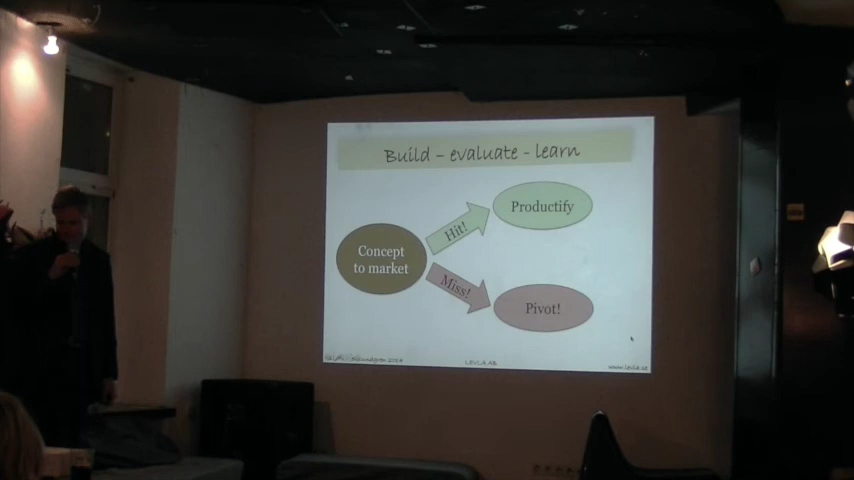 Build – evaluate - learn
Productify
Hit!
Concept
to market
Miss!
Pivot!
LEVLA AB
www.levla.se